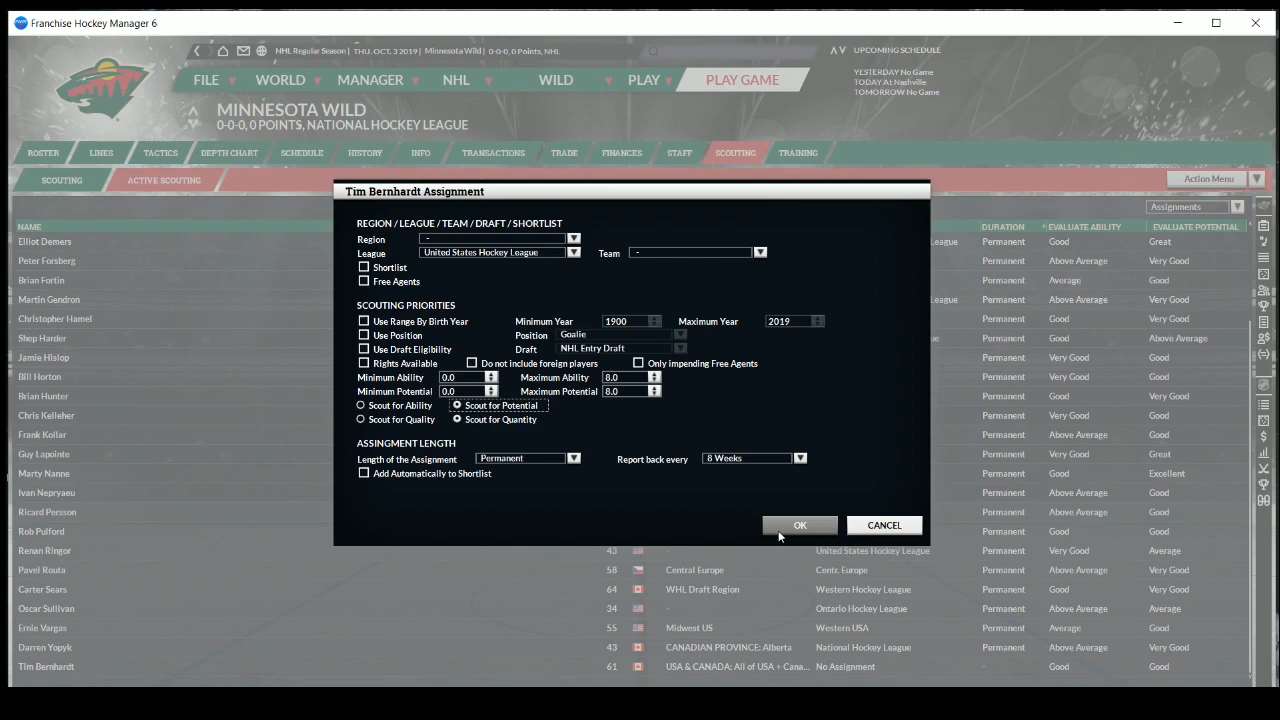 Franchise Hockey Manager 6
NHL Regular Season | THU. OCT. 3 2019 | Minnesota Wild | 0-0-0, 0 Points, NHL
UPCOMING SCHEDULE
FILE WORLD MANAGER NHL WILD PLAY PLAY GAME
YESTERDAY No Game
TODAY At Nashville
TOMORROW No Game
MINNESOTA WILD
0-0-0, 0 POINTS, NATIONAL HOCKEY LEAGUE
ROSTER LINES TACTICS DEPTH CHART SCHEDULE HISTORY INFO TRANSACTIONS TRADE FINANCES STAFF SCOUTING TRAINING
SCOUTING ACTIVE SCOUTING Action Menu
Assignments
NAME DURATION EVALUATE ABILITY EVALUATE POTENTIAL
Elliot Demers League Permanent Good Great
Peter Forsberg Permanent Above Average Very Good
Brian Fortin Permanent Average Good
Martin Gendron League Permanent Above Average Very Good
Christopher Hamel Permanent Good Very Good
Shep Harder Permanent Good Above Average
Jamie Hislop Permanent Very Good Good
Bill Horton Permanent Above Average Very Good
Brian Hunter Permanent Good Very Good
Chris Kelleher Permanent Very Good Good
Frank Kollar Permanent Above Average Good
Guy Lapointe Permanent Very Good Great
Marty Nanne Permanent Good Excellent
Ivan Nepryaeu Permanent Above Average Good
Ricard Persson Permanent Above Average Good
Rob Pulford Permanent Good Good
Renan Ringor 43 - United States Hockey League Permanent Very Good Average
Pavel Routa 58 Central Europe Centr. Europe Permanent Above Average Very Good
Carter Sears 64 WHL Draft Region Western Hockey League Permanent Good Very Good
Oscar Sullivan 34 - Ontario Hockey League Permanent Above Average Average
Ernie Vargas 55 Midwest US Western USA Permanent Average Good
Darren Yopyk 43 CANADIAN PROVINCE: Alberta National Hockey League Permanent Above Average Very Good
Tim Bernhardt 61 USA & CANADA: All of USA + Cana... No Assignment - Good Good
Tim Bernhardt Assignment
REGION / LEAGUE / TEAM / DRAFT / SHORTLIST
Region -
League United States Hockey League Team -
Shortlist
Free Agents
SCOUTING PRIORITIES
Use Range By Birth Year Minimum Year 1900 Maximum Year 2019
Use Position Position Goalie
Use Draft Eligibility Draft NHL Entry Draft
Rights Available Do not include foreign players Only impending Free Agents
Minimum Ability 0.0 Maximum Ability 8.0
Minimum Potential 0.0 Maximum Potential 8.0
Scout for Ability Scout for Potential
Scout for Quality Scout for Quantity
ASSINGMENT LENGTH
Length of the Assignment Permanent Report back every 8 Weeks
Add Automatically to Shortlist
OK CANCEL